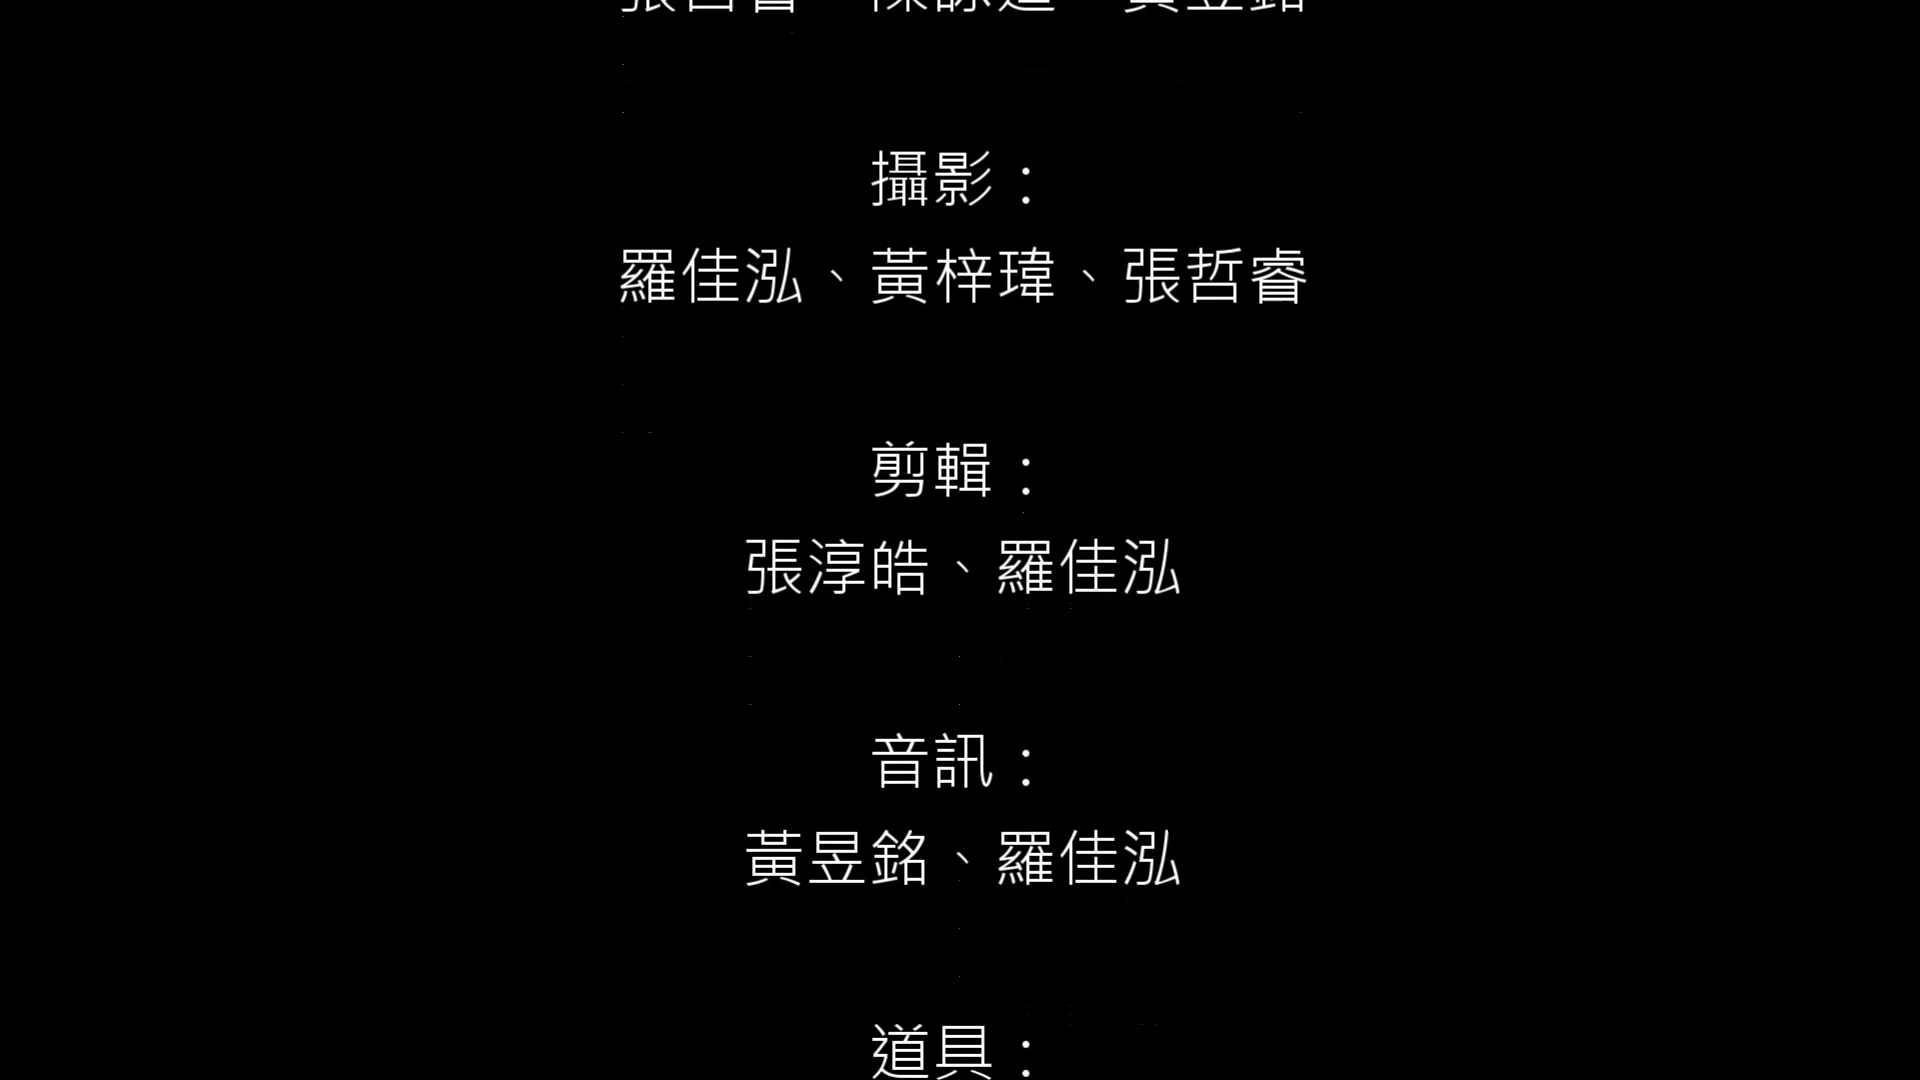 攝影：
羅佳泓、黃梓瑋、張哲睿
剪輯：
張淳皓、羅佳泓
音訊：
黃昱銘、羅佳泓
道具：